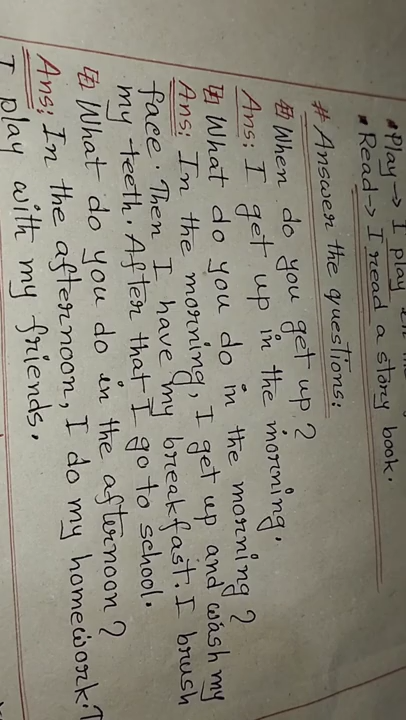 • Play → I play in the
• Read → I read a story book.
# Answer the questions:
When do you get up?
Ans: I get up in the morning.
What do you do in the morning?
Ans: In the morning, I get up and wash my
face. Then I have my breakfast. I brush
my teeth. After that I go to school.
What do you do in the afternoon?
Ans: In the afternoon, I do my homework.
I play with my friends.